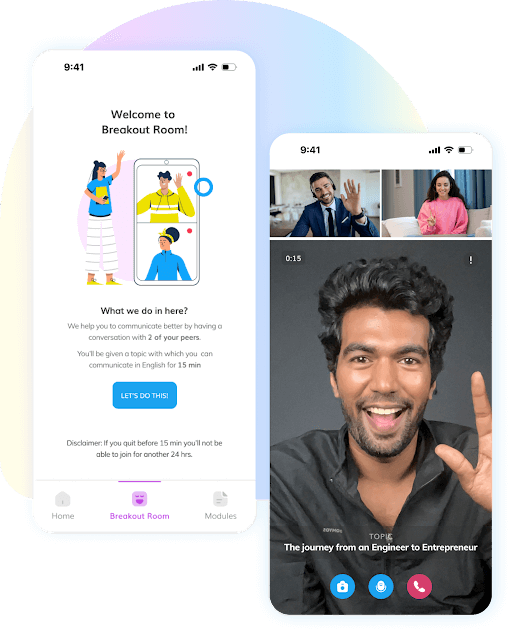 9:41
Welcome to
Breakout Room!
What we do in here?
We help you to communicate better by having a
conversation with 2 of your peers.
You'll be given a topic with which you can
communicate in English for 15 min
LET'S DO THIS!
Disclaimer: If you quit before 15 min you'll not be
able to join for another 24 hrs.
Home
Breakout Room
Modules
9:41
0:15
!
TOPIC
The journey from an Engineer to Entrepreneur